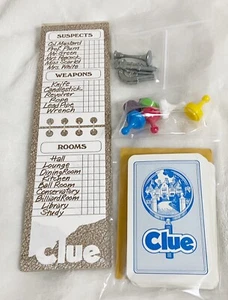 SUSPECTS
Col. Mustard
Prof. Plum
Mr. Green
Mrs. Peacock
Miss Scarlet
Mrs. White
WEAPONS
Knife
Candlestick
Revolver
Rope
Lead Pipe
Wrench
ROOMS
Hall
Lounge
Dining Room
Kitchen
Ball Room
Conservatory
Billiard Room
Library
Study
Clue
Clue